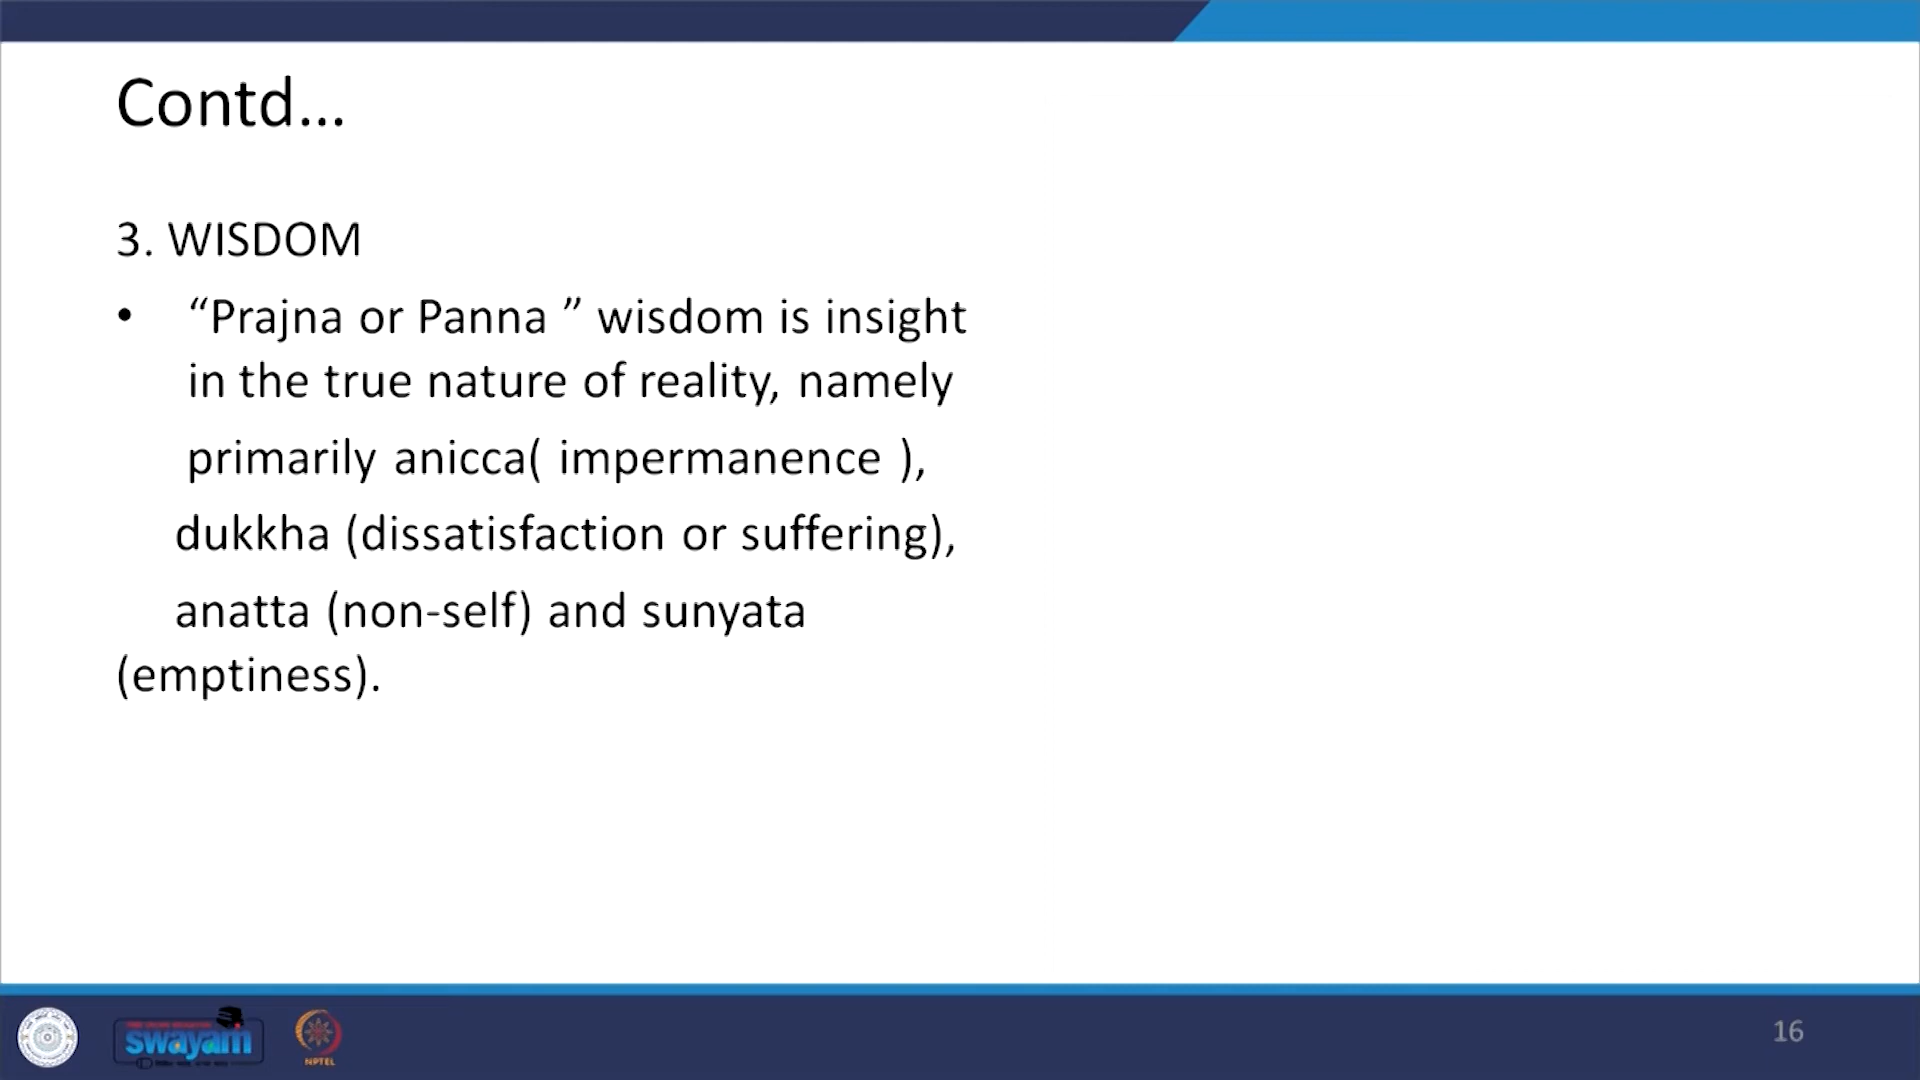 Contd...
3. WISDOM
• “Prajna or Panna ” wisdom is insight
in the true nature of reality, namely
primarily anicca( impermanence ),
dukkha (dissatisfaction or suffering),
anatta (non-self) and sunyata
(emptiness).
swayam
NPTEL
16